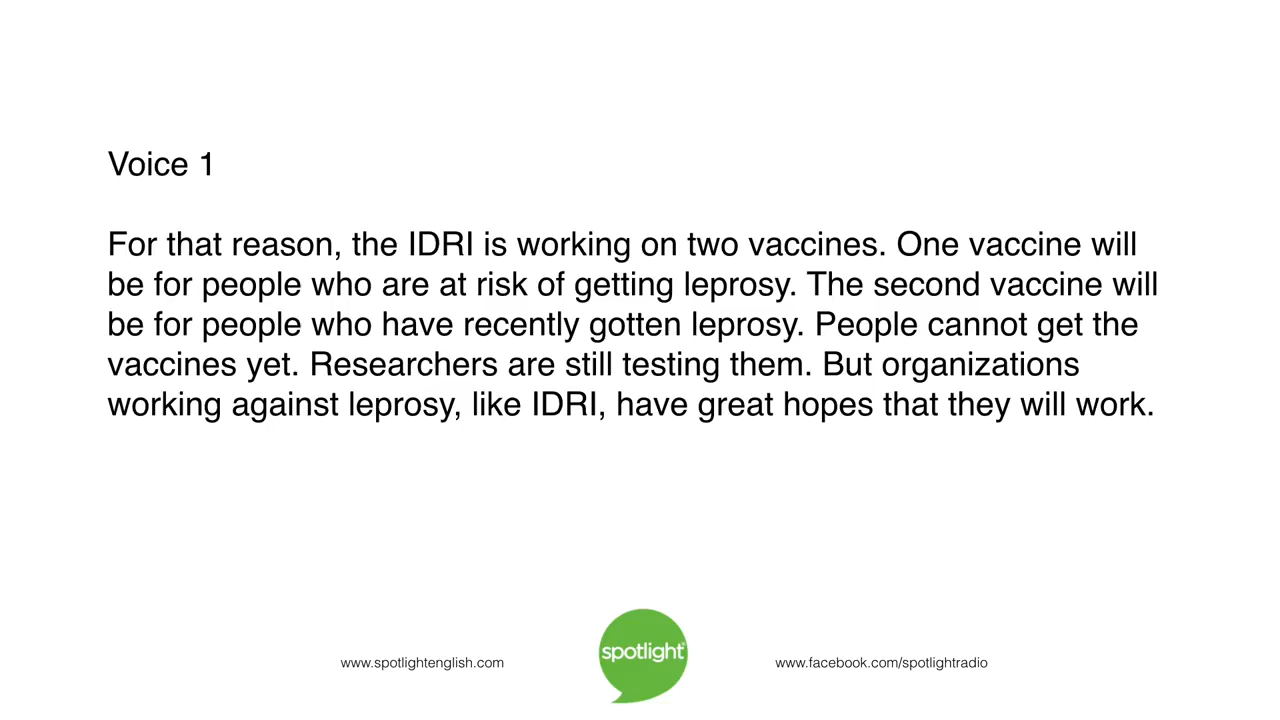 Voice 1
For that reason, the IDRI is working on two vaccines. One vaccine will
be for people who are at risk of getting leprosy. The second vaccine will
be for people who have recently gotten leprosy. People cannot get the
vaccines yet. Researchers are still testing them. But organizations
working against leprosy, like IDRI, have great hopes that they will work.
www.spotlightenglish.com
spotlight®
www.facebook.com/spotlightradio